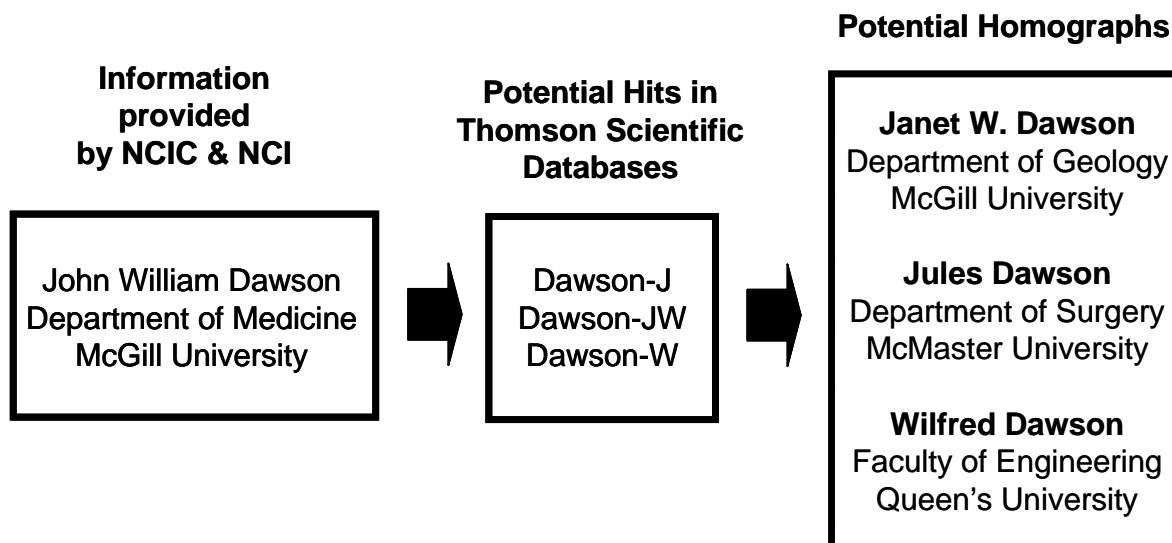 Information
provided
by NCIC & NCI
John William Dawson
Department of Medicine
McGill University
Potential Hits in
Thomson Scientific
Databases
Dawson-J
Dawson-JW
Dawson-W
Potential Homographs
Janet W. Dawson
Department of Geology
McGill University
Jules Dawson
Department of Surgery
McMaster University
Wilfred Dawson
Faculty of Engineering
Queen's University